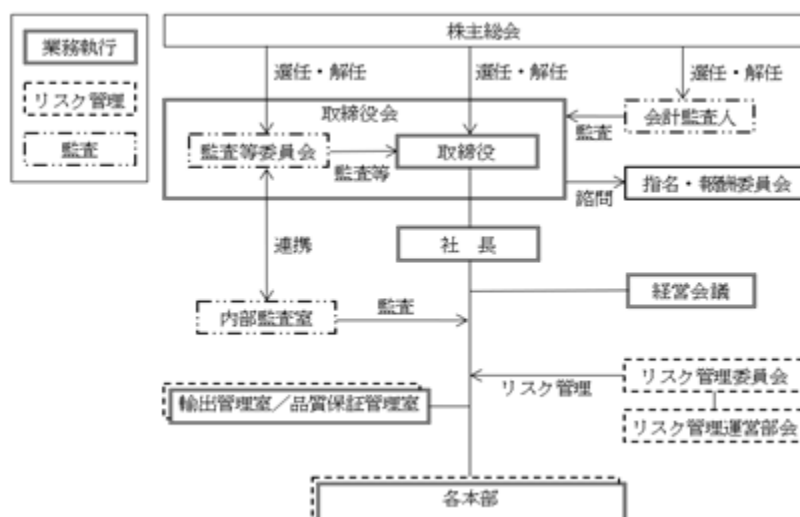 株主総会
業務執行
選任・解任
選任・解任
選任・解任
リスク管理
取締役会
会計監査人
監査
監査
監査等委員会
取締役
監査等
指名・報酬委員会
諮問
社 長
連携
経営会議
監査
内部監査室
リスク管理
リスク管理委員会
輸出管理室／品質保証管理室
リスク管理運営部会
各本部